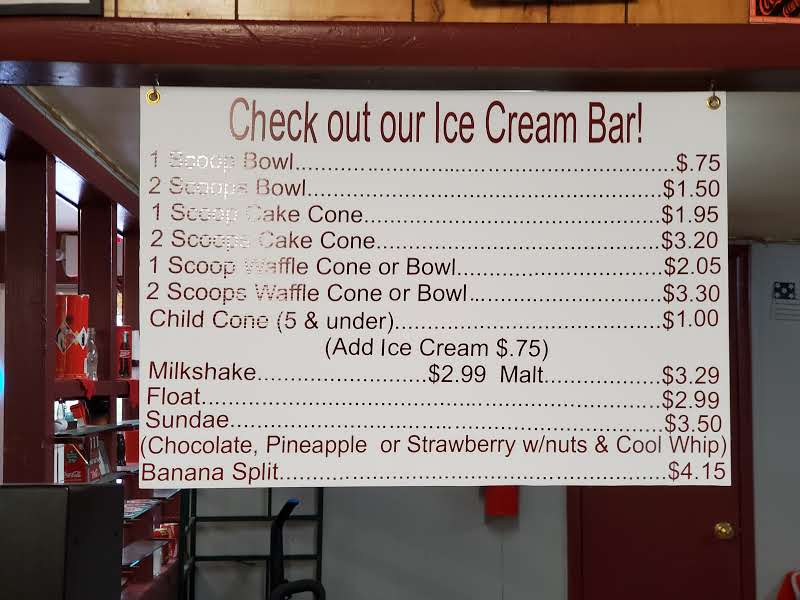 Check out our Ice Cream Bar!
1 Scoop Bowl..........$.75
2 Scoops Bowl..........$1.50
1 Scoop Cake Cone..........$1.95
2 Scoops Cake Cone..........$3.20
1 Scoop Waffle Cone or Bowl..........$2.05
2 Scoops Waffle Cone or Bowl..........$3.30
Child Cone (5 & under)..........$1.00
(Add Ice Cream $.75)
Milkshake..........$2.99 Malt..........$3.29
Float..........$2.99
Sundae..........$3.50
(Chocolate, Pineapple or Strawberry w/nuts & Cool Whip)
Banana Split..........$4.15